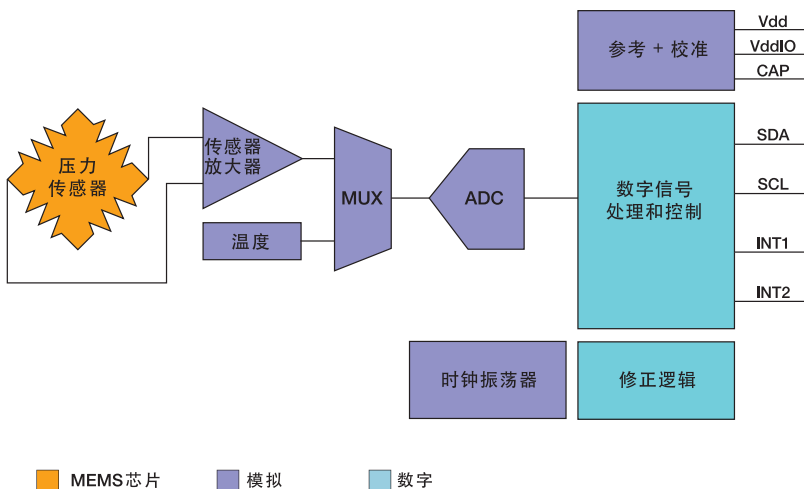 参考 + 校准
Vdd
VddIO
CAP
压力
传感器
传感器
放大器
温度
MUX
ADC
数字信号
处理和控制
SDA
SCL
INT1
INT2
时钟振荡器
修正逻辑
MEMS芯片
模拟
数字